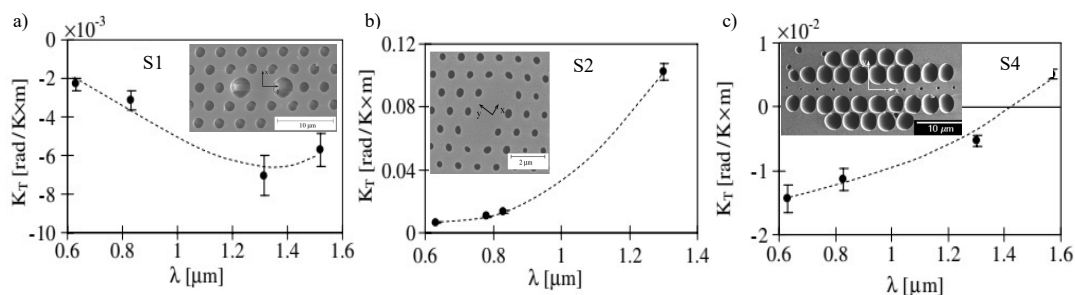 a)
×10⁻³
0
-2
-4
-6
-8
-10
0.6 0.8 1 1.2 1.4 1.6
K_T [rad/K×m]
λ [μm]
S1
x
10 μm
b)
0.12
0.08
0.04
0
0.6 0.8 1 1.2 1.4 1.6
K_T [rad/K×m]
λ [μm]
S2
y
x
2 μm
c)
×10⁻²
1
0
-1
-2
0.6 0.8 1 1.2 1.4 1.6
K_T [rad/K×m]
λ [μm]
S4
y
x
10 μm